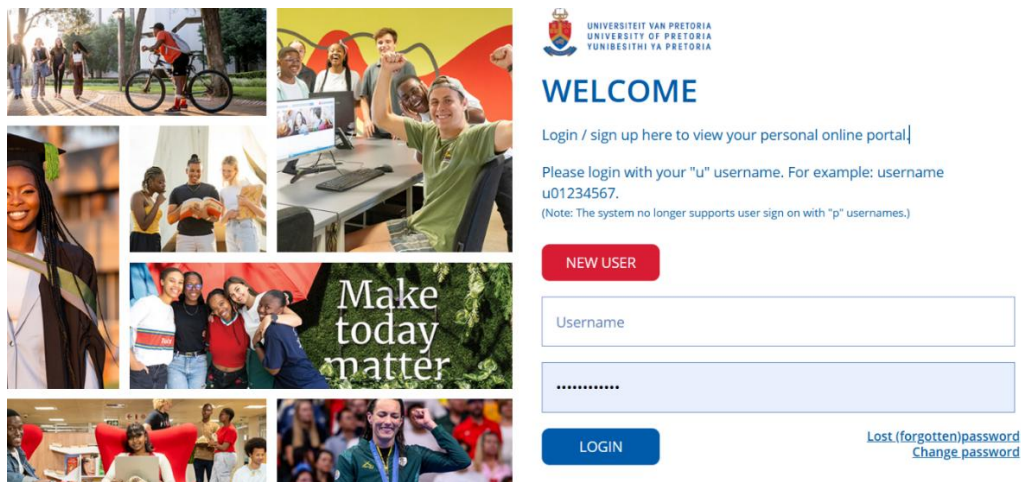 Make
today
matter
UNIVERSITEIT VAN PRETORIA
UNIVERSITY OF PRETORIA
YUNIBESITHI YA PRETORIA
WELCOME
Login / sign up here to view your personal online portal.
Please login with your "u" username. For example: username
u01234567.
(Note: The system no longer supports user sign on with "p" usernames.)
NEW USER
Username
••••••••••••
LOGIN
Lost (forgotten)password
Change password